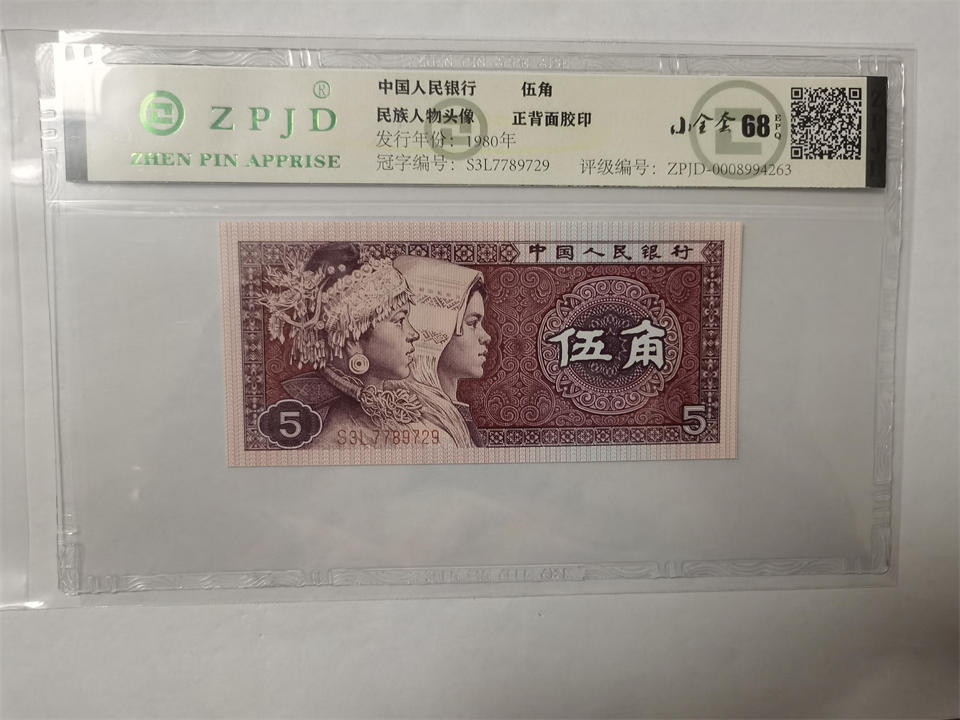 ZPJD ®
ZHEN PIN APPRISE
中国人民银行 伍角
民族人物头像 正背面胶印
发行年份：1980年
冠字编号：S3L7789729 评级编号：ZPJD-0008994263
小全套 68 EPQ
中国人民银行
伍角
5 S3L7789729 5